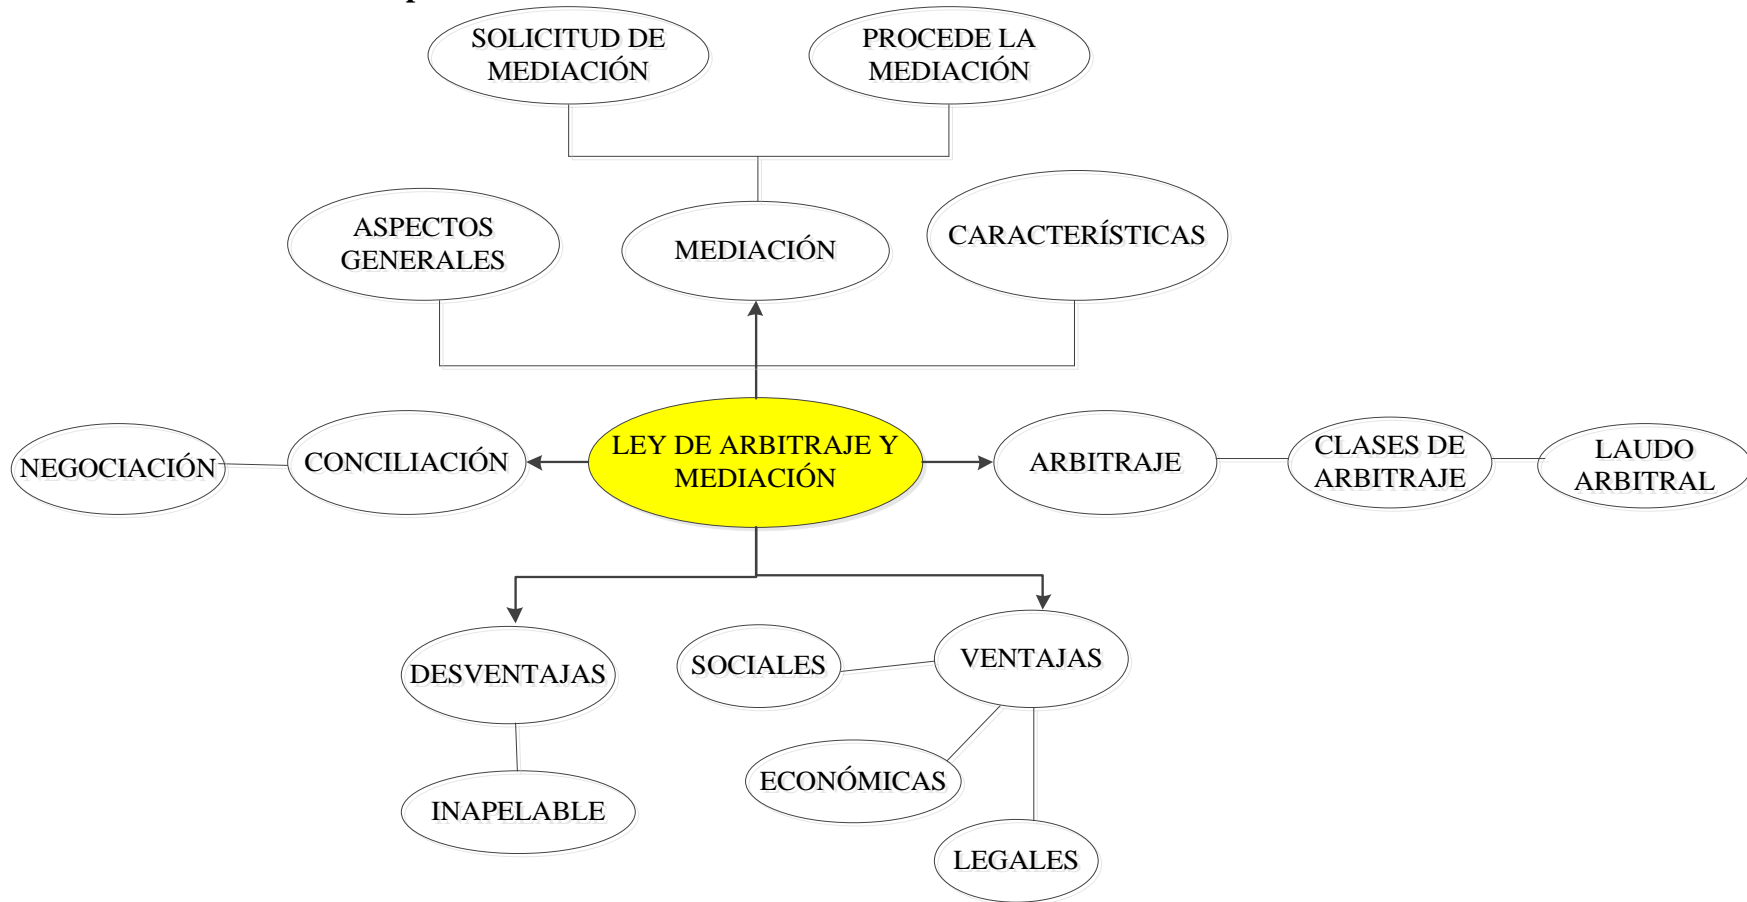 SOLICITUD DE
MEDIACIÓN
PROCEDE LA
MEDIACIÓN
ASPECTOS
GENERALES
MEDIACIÓN
CARACTERÍSTICAS
NEGOCIACIÓN
CONCILIACIÓN
LEY DE ARBITRAJE Y
MEDIACIÓN
ARBITRAJE
CLASES DE
ARBITRAJE
LAUDO
ARBITRAL
DESVENTAJAS
SOCIALES
VENTAJAS
ECONÓMICAS
INAPELABLE
LEGALES